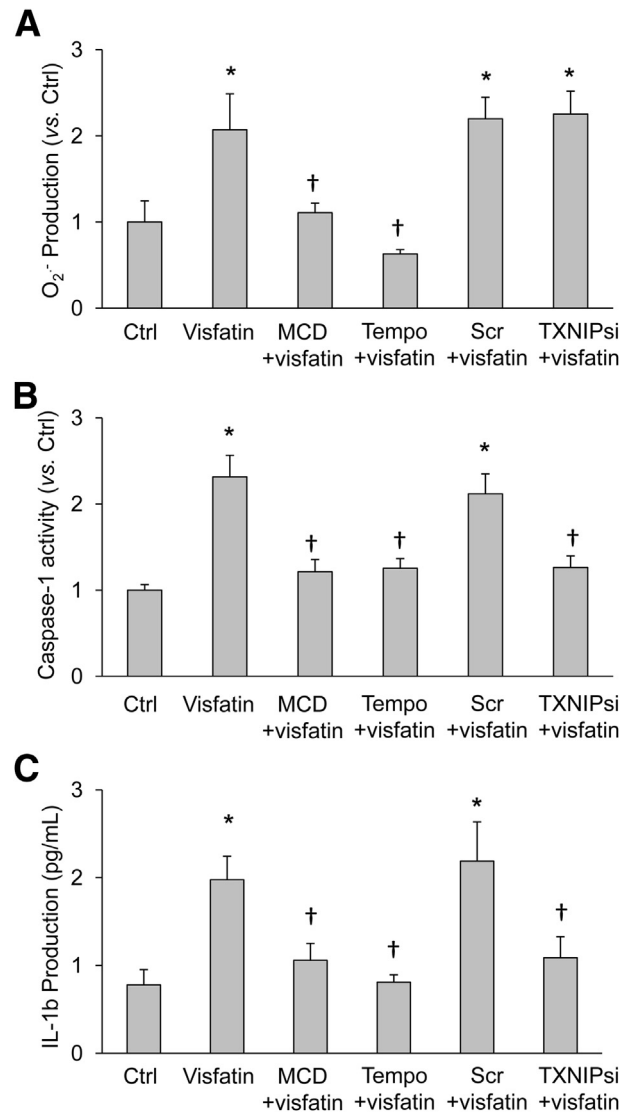 A
O₂·⁻ Production (vs. Ctrl)
3
2
1
0
*
†
†
*
*
Ctrl Visfatin MCD Tempo Scr TXNIPsi
+visfatin +visfatin +visfatin +visfatin
B
Caspase-1 activity (vs. Ctrl)
3
2
1
0
*
†
†
*
†
Ctrl Visfatin MCD Tempo Scr TXNIPsi
+visfatin +visfatin +visfatin +visfatin
C
IL-1b Production (pg/mL)
3
2
1
0
*
†
†
*
†
Ctrl Visfatin MCD Tempo Scr TXNIPsi
+visfatin +visfatin +visfatin +visfatin